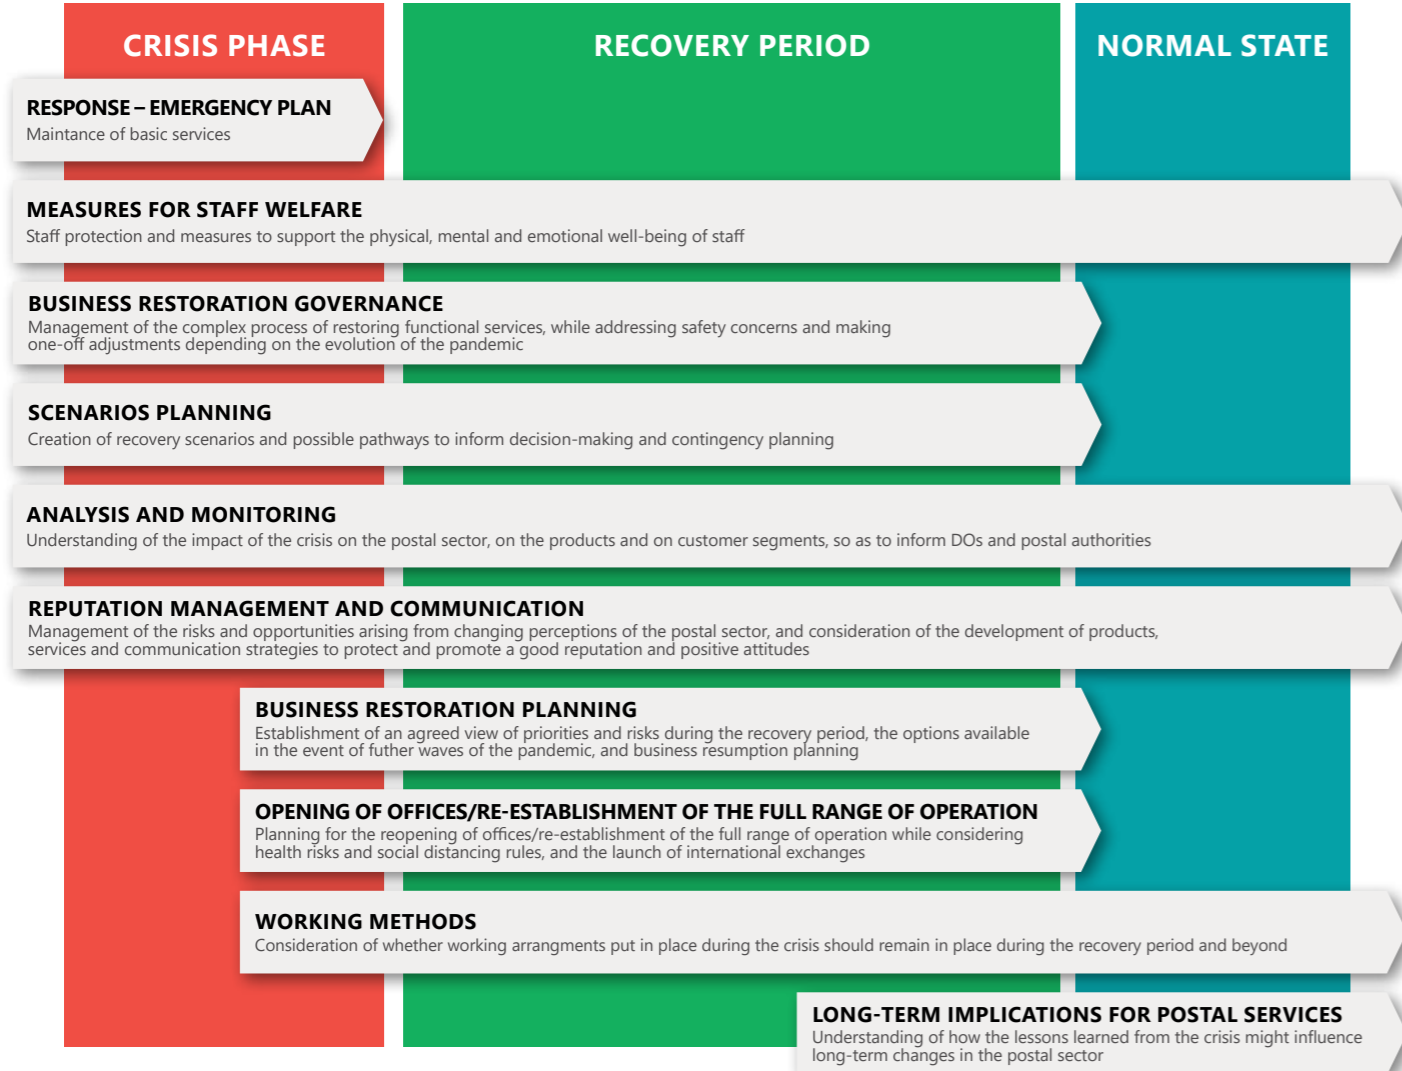 CRISIS PHASE
RECOVERY PERIOD
NORMAL STATE
RESPONSE – EMERGENCY PLAN
Maintance of basic services
MEASURES FOR STAFF WELFARE
Staff protection and measures to support the physical, mental and emotional well-being of staff
BUSINESS RESTORATION GOVERNANCE
Management of the complex process of restoring functional services, while addressing safety concerns and making
one-off adjustments depending on the evolution of the pandemic
SCENARIOS PLANNING
Creation of recovery scenarios and possible pathways to inform decision-making and contingency planning
ANALYSIS AND MONITORING
Understanding of the impact of the crisis on the postal sector, on the products and on customer segments, so as to inform DOs and postal authorities
REPUTATION MANAGEMENT AND COMMUNICATION
Management of the risks and opportunities arising from changing perceptions of the postal sector, and consideration of the development of products,
services and communication strategies to protect and promote a good reputation and positive attitudes
BUSINESS RESTORATION PLANNING
Establishment of an agreed view of priorities and risks during the recovery period, the options available
in the event of futher waves of the pandemic, and business resumption planning
OPENING OF OFFICES/RE-ESTABLISHMENT OF THE FULL RANGE OF OPERATION
Planning for the reopening of offices/re-establishment of the full range of operation while considering
health risks and social distancing rules, and the launch of international exchanges
WORKING METHODS
Consideration of whether working arrangments put in place during the crisis should remain in place during the recovery period and beyond
LONG-TERM IMPLICATIONS FOR POSTAL SERVICES
Understanding of how the lessons learned from the crisis might influence
long-term changes in the postal sector